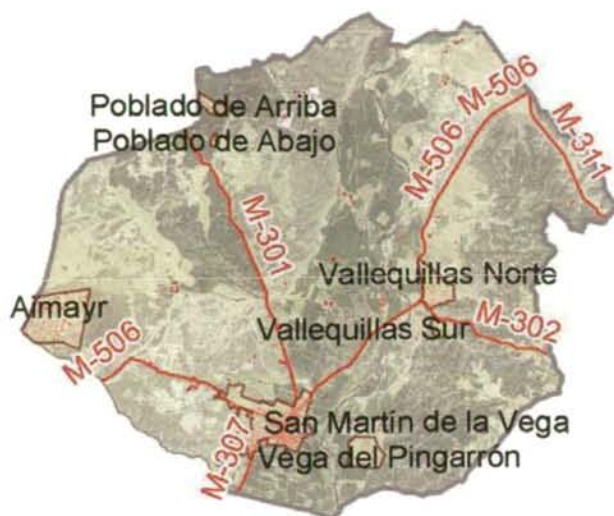 M-506
Poblado de Arriba
Poblado de Abajo
M-506
M-311
M-301
Vallequillas Norte
Aimayr
Vallequillas Sur
M-302
M-506
San Martín de la Vega
M-307
Vega del Pingarrón